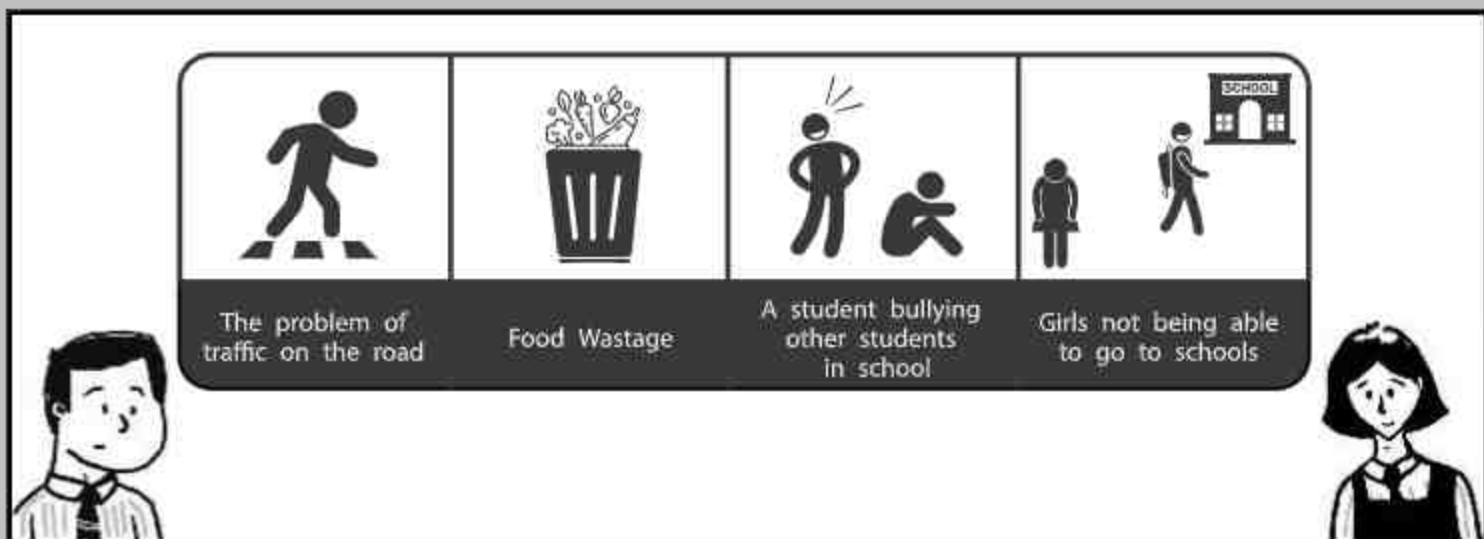 SCHOOL
The problem of
traffic on the road
Food Wastage
A student bullying
other students
in school
Girls not being able
to go to schools